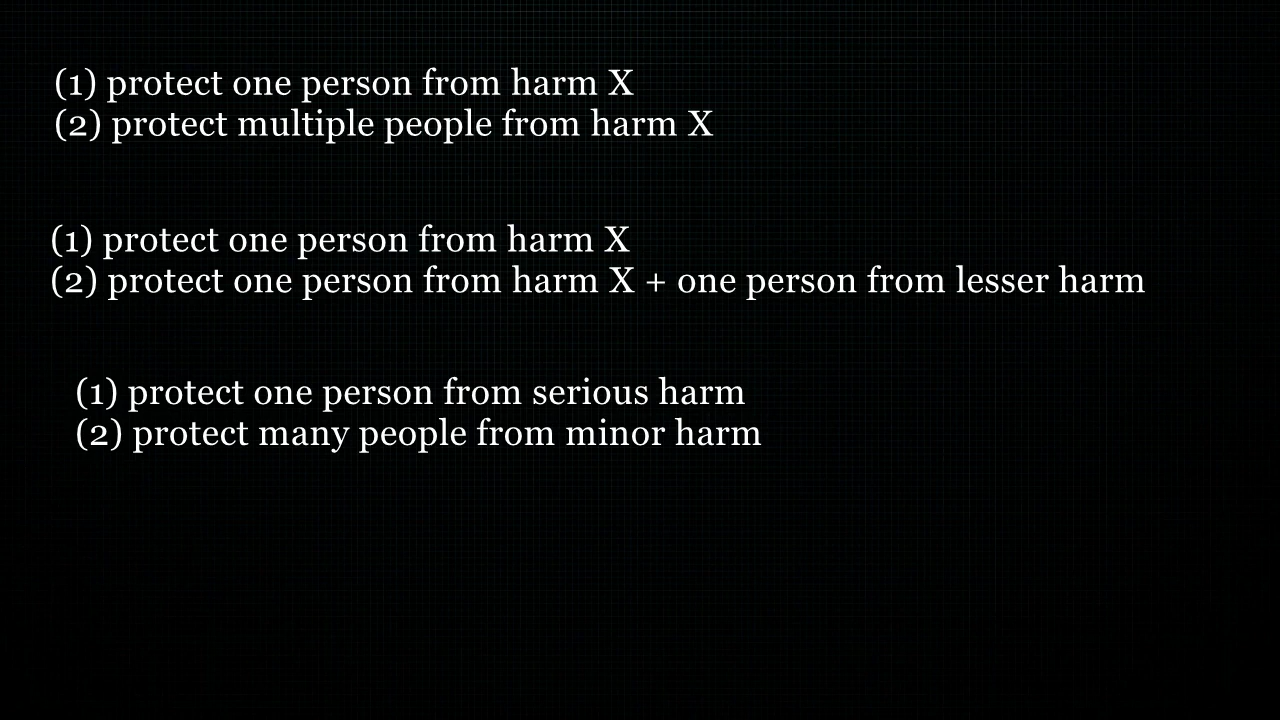 (1) protect one person from harm X
(2) protect multiple people from harm X
(1) protect one person from harm X
(2) protect one person from harm X + one person from lesser harm
(1) protect one person from serious harm
(2) protect many people from minor harm